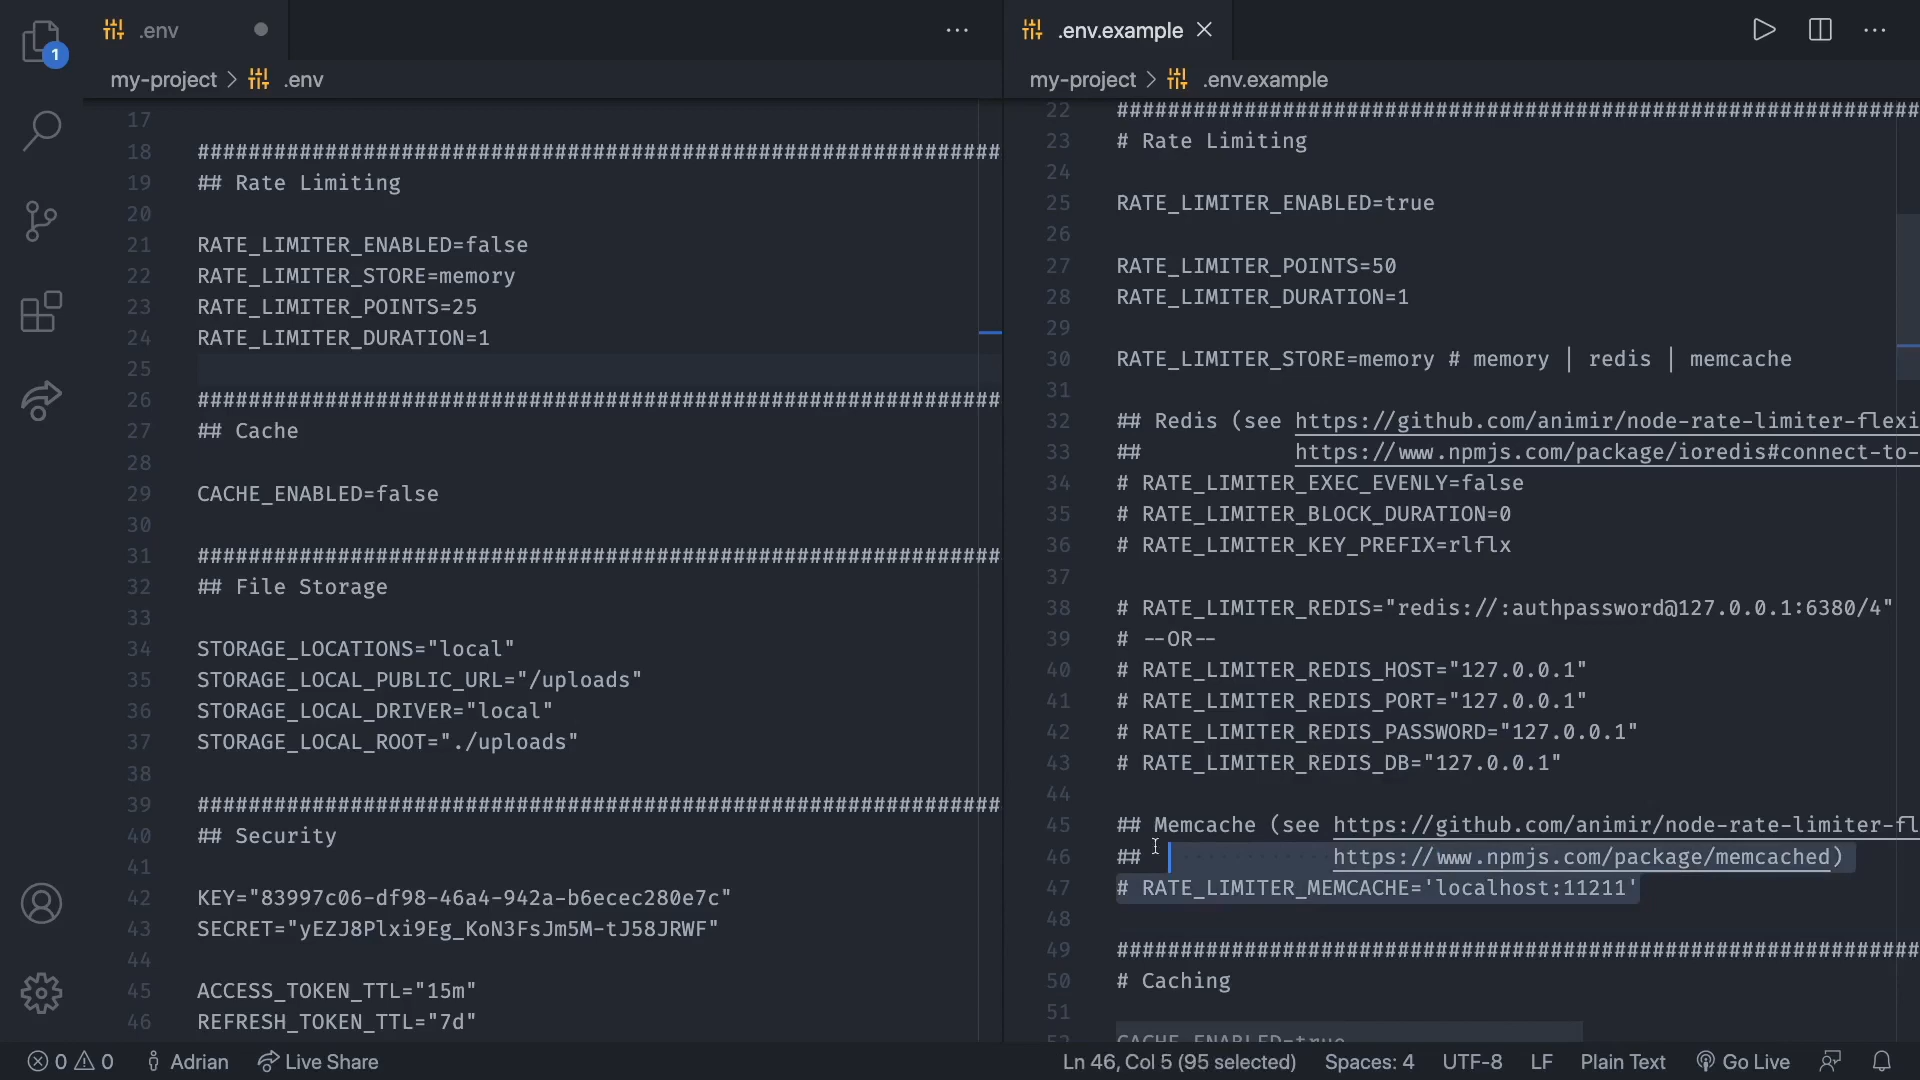 1
.env
...
my-project > .env
17
18 ###############################################################
19 ## Rate Limiting
20
21 RATE_LIMITER_ENABLED=false
22 RATE_LIMITER_STORE=memory
23 RATE_LIMITER_POINTS=25
24 RATE_LIMITER_DURATION=1
25
26 ###############################################################
27 ## Cache
28
29 CACHE_ENABLED=false
30
31 ###############################################################
32 ## File Storage
33
34 STORAGE_LOCATIONS="local"
35 STORAGE_LOCAL_PUBLIC_URL="/uploads"
36 STORAGE_LOCAL_DRIVER="local"
37 STORAGE_LOCAL_ROOT="./uploads"
38
39 ###############################################################
40 ## Security
41
42 KEY="83997c06-df98-46a4-942a-b6ecec280e7c"
43 SECRET="yEZJ8Plxi9Eg_KoN3FsJm5M-tJ58JRWF"
44
45 ACCESS_TOKEN_TTL="15m"
46 REFRESH_TOKEN_TTL="7d"
.env.example
...
my-project > .env.example
22 ###############################################################
23 # Rate Limiting
24
25 RATE_LIMITER_ENABLED=true
26
27 RATE_LIMITER_POINTS=50
28 RATE_LIMITER_DURATION=1
29
30 RATE_LIMITER_STORE=memory # memory | redis | memcache
31
32 ## Redis (see https://github.com/animir/node-rate-limiter-flexi
33 ## https://www.npmjs.com/package/ioredis#connect-to-
34 # RATE_LIMITER_EXEC_EVENLY=false
35 # RATE_LIMITER_BLOCK_DURATION=0
36 # RATE_LIMITER_KEY_PREFIX=rlflx
37
38 # RATE_LIMITER_REDIS="redis://:authpassword@127.0.0.1:6380/4"
39 # --OR--
40 # RATE_LIMITER_REDIS_HOST="127.0.0.1"
41 # RATE_LIMITER_REDIS_PORT="127.0.0.1"
42 # RATE_LIMITER_REDIS_PASSWORD="127.0.0.1"
43 # RATE_LIMITER_REDIS_DB="127.0.0.1"
44
45 ## Memcache (see https://github.com/animir/node-rate-limiter-fl
46 ## https://www.npmjs.com/package/memcached)
47 # RATE_LIMITER_MEMCACHE='localhost:11211'
48
49 ###############################################################
50 # Caching
51
52 CACHE_ENABLED=true
0 0 Adrian Live Share Ln 46, Col 5 (95 selected) Spaces: 4 UTF-8 LF Plain Text Go Live